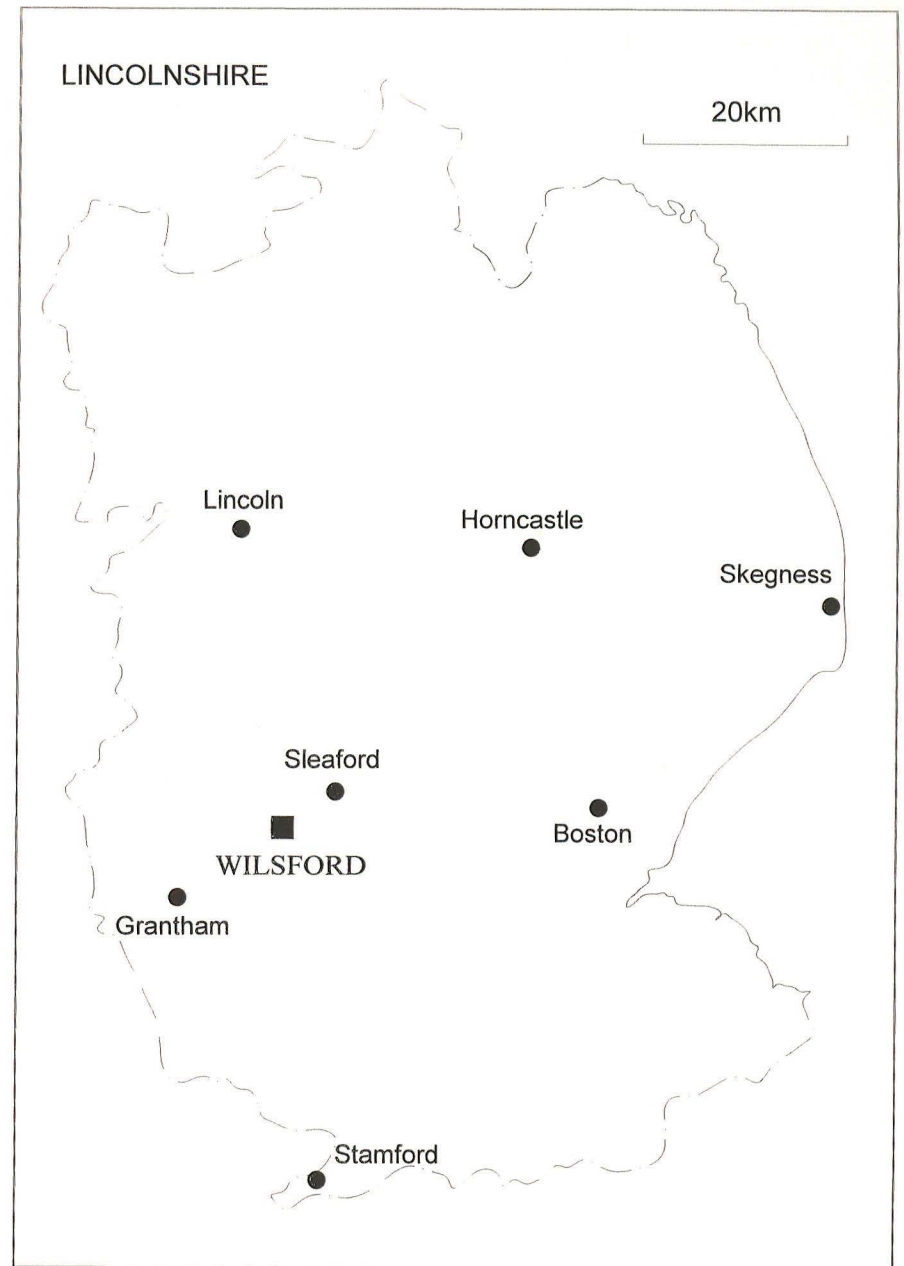 LINCOLNSHIRE
20km
Lincoln
Horncastle
Skegness
Sleaford
Boston
WILSFORD
Grantham
Stamford